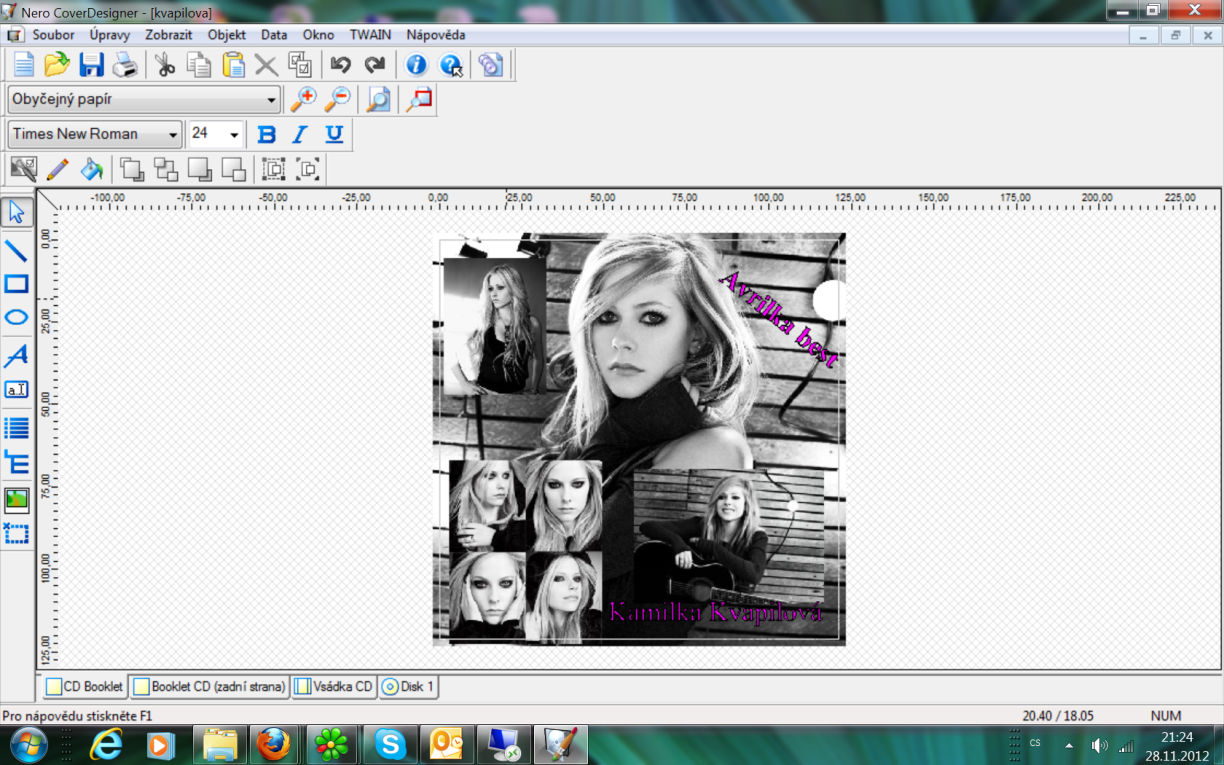 Nero CoverDesigner - [kvapilova]
Soubor Úpravy Zobrazit Objekt Data Okno TWAIN Nápověda
Obyčejný papír
Times New Roman 24 B I U
-100,00 -75,00 -50,00 -25,00 0,00 25,00 50,00 75,00 100,00 125,00 150,00 175,00 200,00 225,00
0,00
25,00
50,00
75,00
100,00
125,00
Avrilka best
Kamilka Kvapilová
CD Booklet Booklet CD (zadní strana) Vsádka CD Disk 1
Pro nápovědu stiskněte F1 20.40 / 18.05 NUM
CS 21:24
28.11.2012